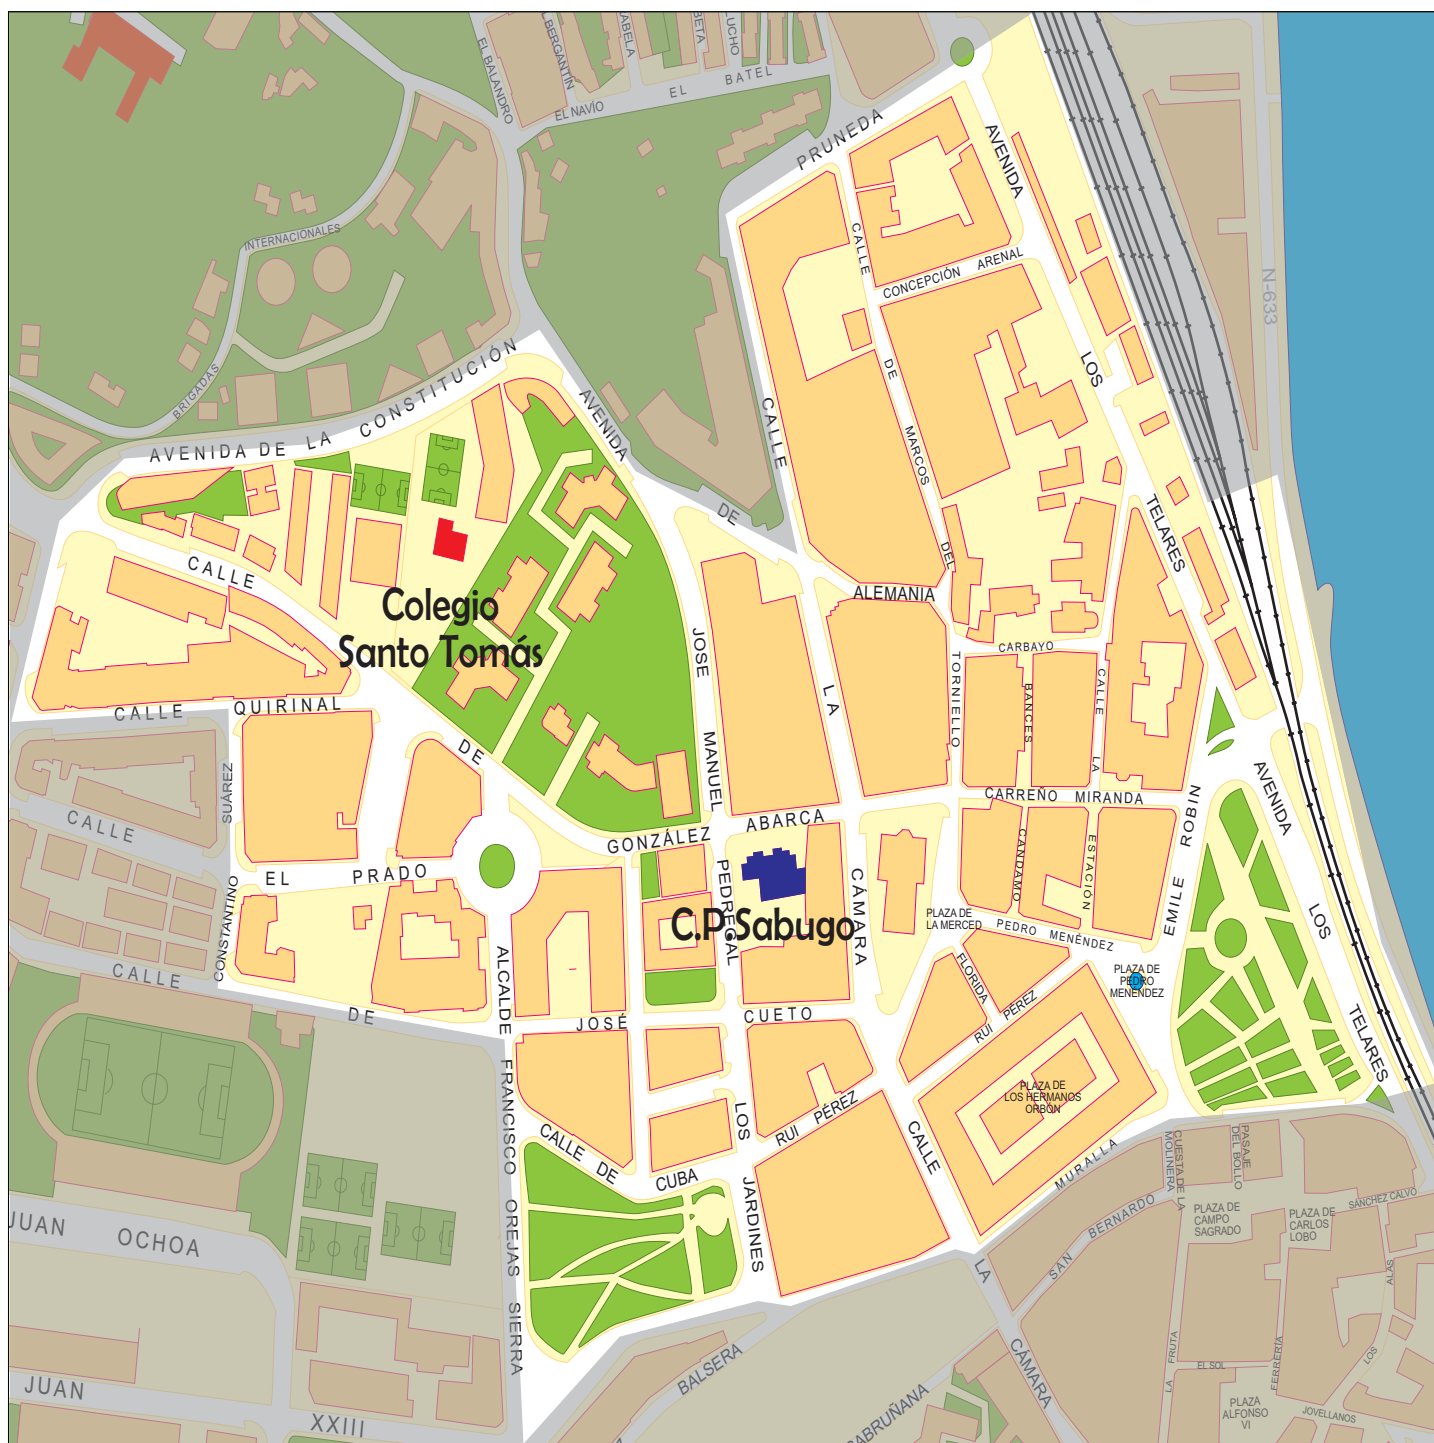 EL BALANDRO
BERGANTÍN
ABELA
BETA
LUCHO
EL NAVÍO
EL BATEL
PRUNEDA
AVENIDA
LOS
TELARES
N-633
INTERNACIONALES
BRIGADAS
AVENIDA DE LA CONSTITUCIÓN
AVENIDA
DE
CALLE
LA
CÁMARA
CALLE
DE
MARCOS
DEL
TORNIELLO
CONCEPCIÓN ARENAL
ALEMANIA
CARBAYO
BANCES
CANDAMO
CALLE
LA
ESTACIÓN
CALLE
DE
GONZÁLEZ ABARCA
Colegio
Santo Tomás
CALLE QUIRINAL
SUÁREZ
CONSTANTINO
CALLE
JOSE
MANUEL
PEDREGAL
CARREÑO MIRANDA
EMILE ROBIN
AVENIDA
LOS
TELARES
EL PRADO
C.P.Sabugo
PLAZA DE
LA MERCED
PEDRO MENÉNDEZ
PLAZA DE
PEDRO
MENÉNDEZ
FLORIDA
RUI PÉREZ
CALLE
DE
JOSÉ
CUETO
ALCALDE
FRANCISCO
OREJAS
SIERRA
PLAZA DE
LOS HERMANOS
ORBÓN
RUI PÉREZ
CALLE
LA
CÁMARA
LOS
JARDINES
CALLE DE
CUBA
MURALLA
CUESTA DE LA
MOLINERA
PASAJE
DEL BOLLO
SÁNCHEZ CALVO
SAN BERNARDO
PLAZA DE
CAMPO
SAGRADO
PLAZA DE
CARLOS
LOBO
JUAN OCHOA
ALAS
LOS
LA FRUTA
EL SOL
FERRERÍA
JOVELLANOS
PLAZA
ALFONSO
VI
BALSERA
ABRUÑANA
JUAN
XXIII